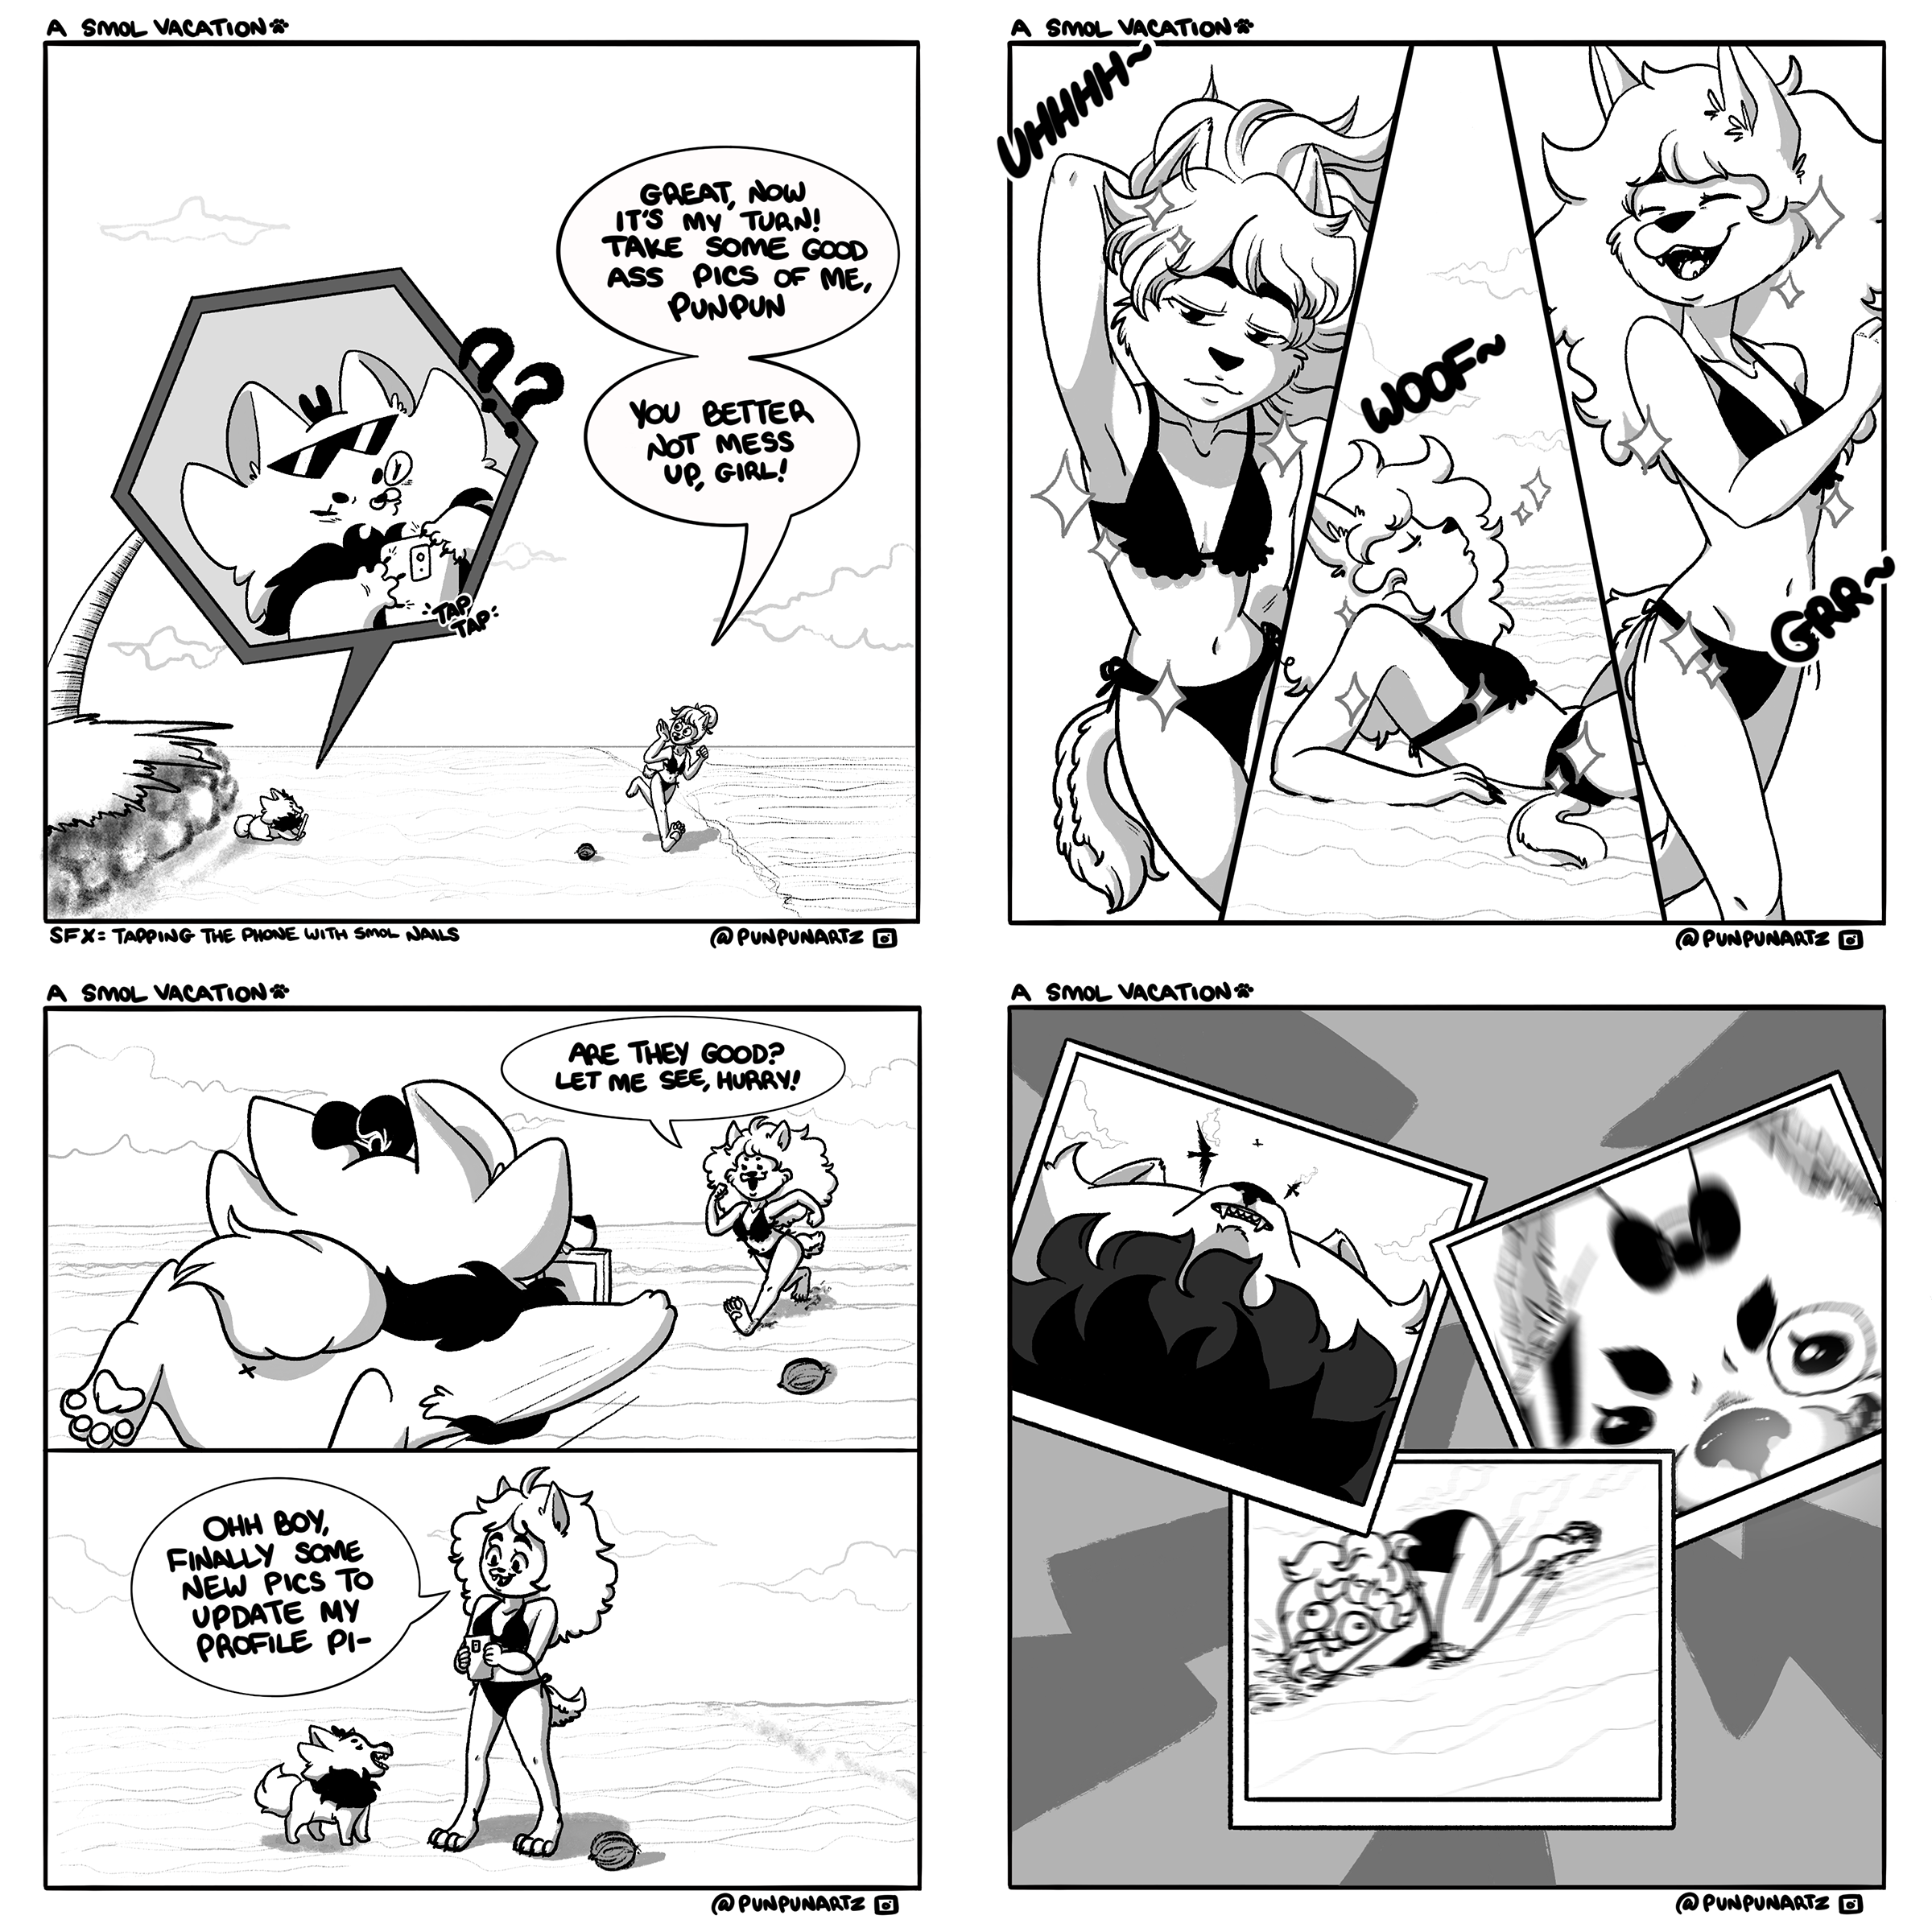 A SMOL VACATION
GREAT, NOW
IT'S MY TURN!
TAKE SOME GOOD
ASS PICS OF ME,
PUNPUN
YOU BETTER
NOT MESS
UP, GIRL!
??
TAP
TAP
SFX= TAPPING THE PHONE WITH SMOL NAILS
@PUNPUNARTZ
A SMOL VACATION
UHHHH~
WOOF~
GRR~
@PUNPUNARTZ
A SMOL VACATION
ARE THEY GOOD?
LET ME SEE, HURRY!
OHH BOY,
FINALLY SOME
NEW PICS TO
UPDATE MY
PROFILE PI-
@PUNPUNARTZ
A SMOL VACATION
@PUNPUNARTZ